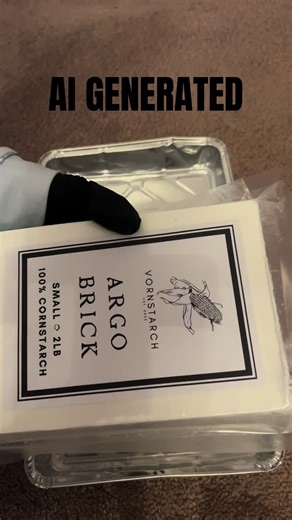 AI GENERATED
VORNSTARCH
ARGO
BRICK
SMALL ⟎ 2LB
100% CORNSTARCH